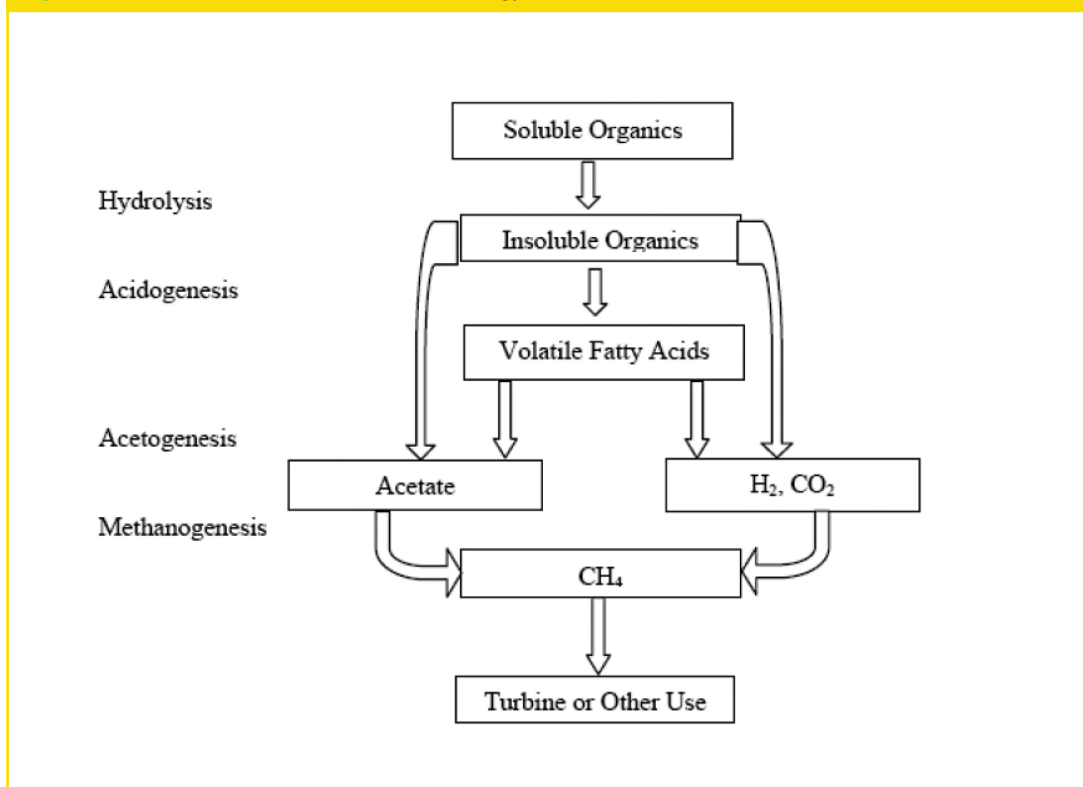 Soluble Organics
Hydrolysis
Insoluble Organics
Acidogenesis
Volatile Fatty Acids
Acetogenesis
Acetate
H₂, CO₂
Methanogenesis
CH₄
Turbine or Other Use